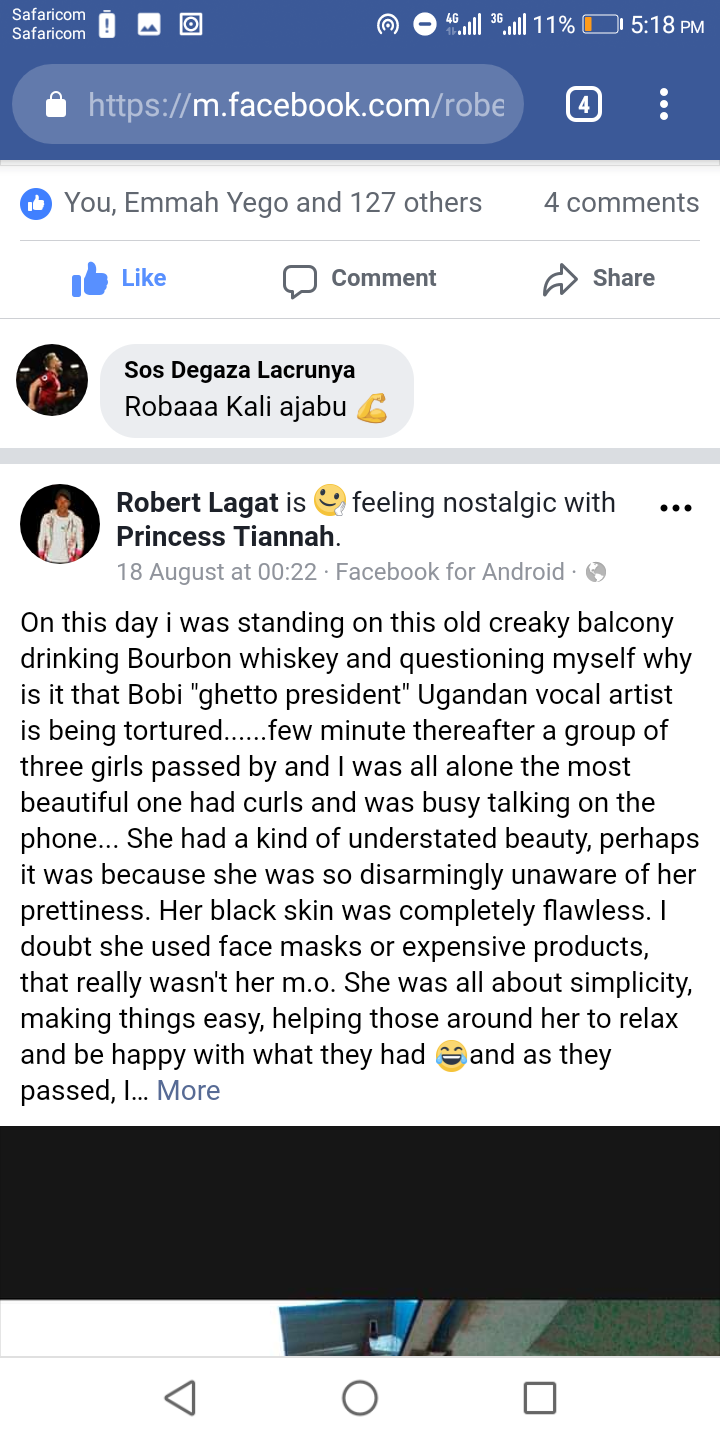 Safaricom
Safaricom
4G 3G 11% 5:18 PM
https://m.facebook.com/robe
4
You, Emmah Yego and 127 others 4 comments
Like Comment Share
Sos Degaza Lacrunya
Robaaa Kali ajabu 💪
Robert Lagat is feeling nostalgic with
Princess Tiannah.
18 August at 00:22 · Facebook for Android ·
On this day i was standing on this old creaky balcony
drinking Bourbon whiskey and questioning myself why
is it that Bobi "ghetto president" Ugandan vocal artist
is being tortured......few minute thereafter a group of
three girls passed by and I was all alone the most
beautiful one had curls and was busy talking on the
phone... She had a kind of understated beauty, perhaps
it was because she was so disarmingly unaware of her
prettiness. Her black skin was completely flawless. I
doubt she used face masks or expensive products,
that really wasn't her m.o. She was all about simplicity,
making things easy, helping those around her to relax
and be happy with what they had 😂and as they
passed, I... More